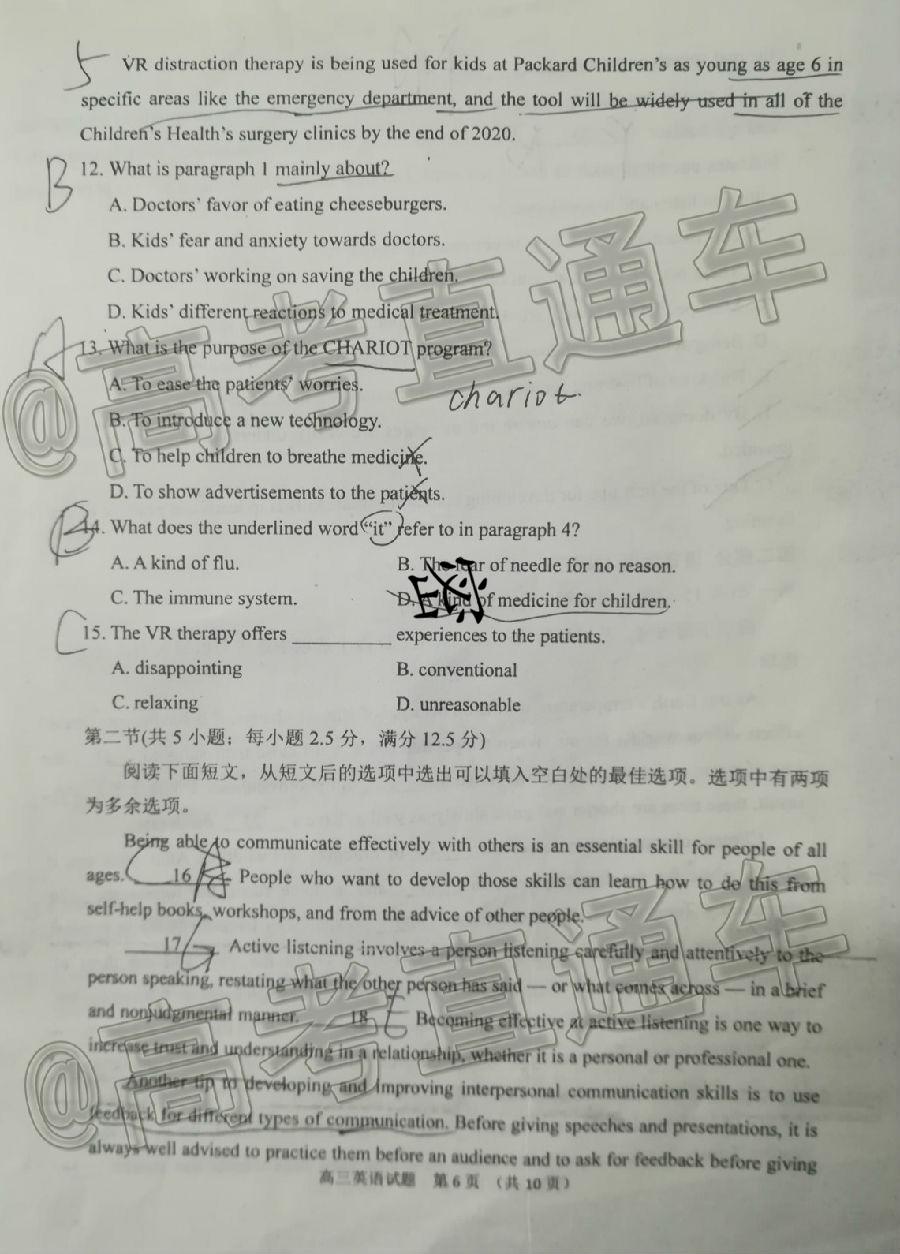 5 VR distraction therapy is being used for kids at Packard Children's as young as age 6 in
specific areas like the emergency department, and the tool will be widely used in all of the
Children's Health's surgery clinics by the end of 2020.
B 12. What is paragraph 1 mainly about?
A. Doctors' favor of eating cheeseburgers.
B. Kids' fear and anxiety towards doctors.
C. Doctors' working on saving the children.
D. Kids' different reactions to medical treatment.
A 13. What is the purpose of the CHARIOT program?
A. To ease the patients' worries.
chariot
B. To introduce a new technology.
C. To help children to breathe medicine.
D. To show advertisements to the patients.
B 14. What does the underlined word "it" refer to in paragraph 4?
A. A kind of flu. B. The fear of needle for no reason.
C. The immune system. D. A kind of medicine for children.
C 15. The VR therapy offers __________ experiences to the patients.
A. disappointing B. conventional
C. relaxing D. unreasonable
第二节(共 5 小题；每小题 2.5 分，满分 12.5 分)
阅读下面短文，从短文后的选项中选出可以填入空白处的最佳选项。选项中有两项
为多余选项。
Being able to communicate effectively with others is an essential skill for people of all
ages. 16 People who want to develop those skills can learn how to do this from
self-help books, workshops, and from the advice of other people.
17 G Active listening involves a person listening carefully and attentively to the
person speaking, restating what the other person has said — or what comes across — in a brief
and nonjudgmental manner. 18 Becoming effective at active listening is one way to
increase trust and understanding in a relationship, whether it is a personal or professional one.
Another tip to developing and improving interpersonal communication skills is to use
feedback for different types of communication. Before giving speeches and presentations, it is
always well advised to practice them before an audience and to ask for feedback before giving
高三英语试题 第 6 页 （共 10 页）
@高考直通车
@高考直通车